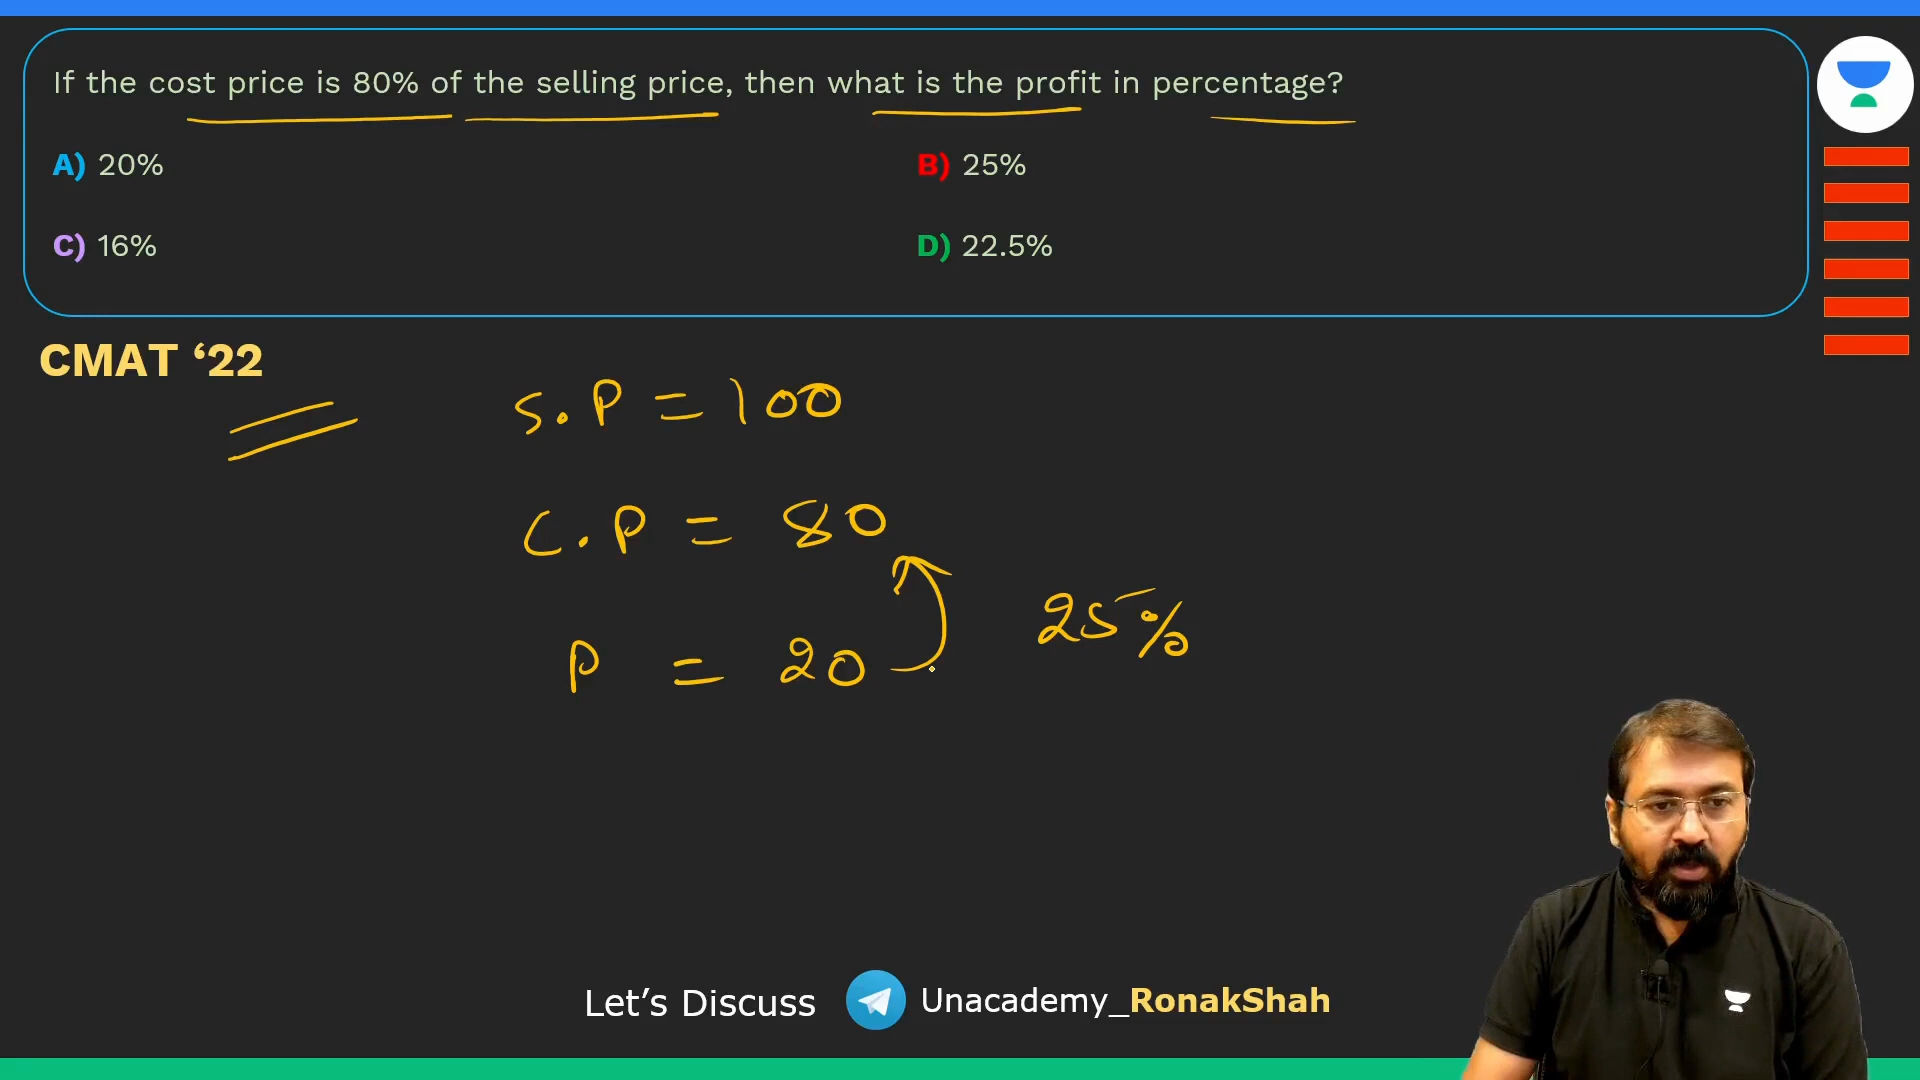 If the cost price is 80% of the selling price, then what is the profit in percentage?
A) 20%
B) 25%
C) 16%
D) 22.5%
CMAT ‘22
S.P = 100
C.P = 80
P = 20
25%
Let’s Discuss
Unacademy_RonakShah